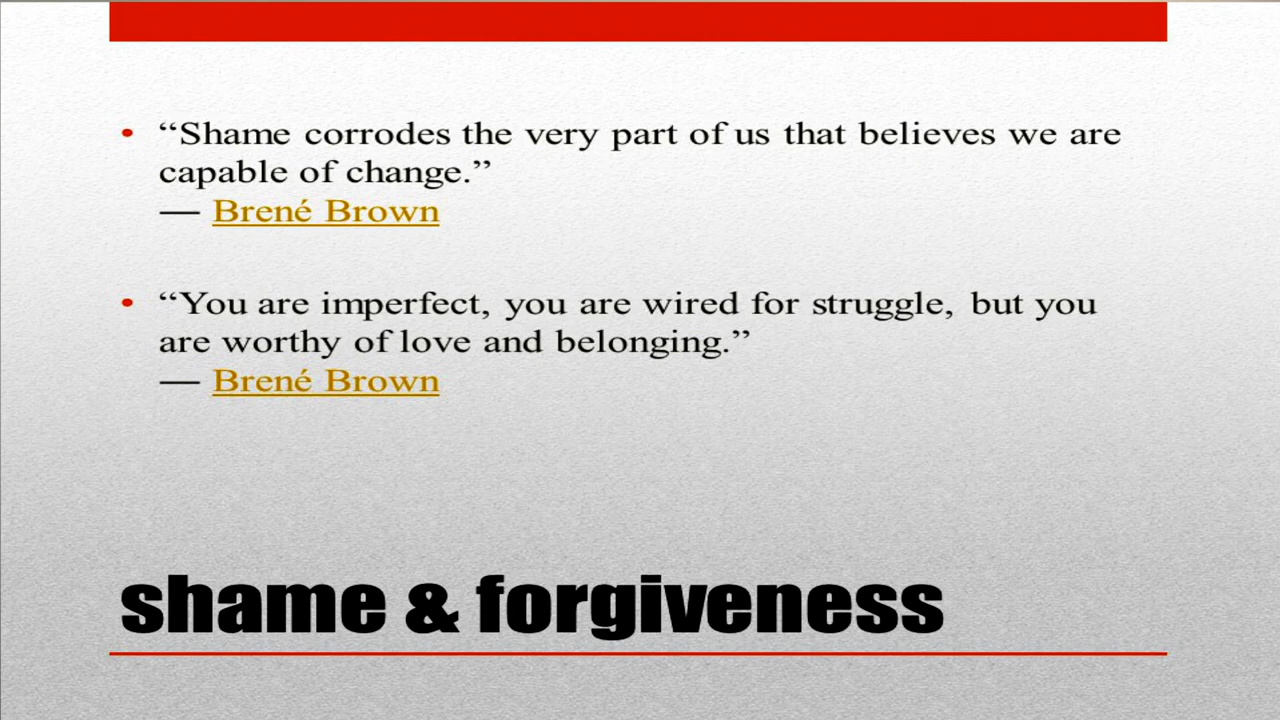 • “Shame corrodes the very part of us that believes we are
capable of change.”
— Brené Brown
• “You are imperfect, you are wired for struggle, but you
are worthy of love and belonging.”
— Brené Brown
shame & forgiveness